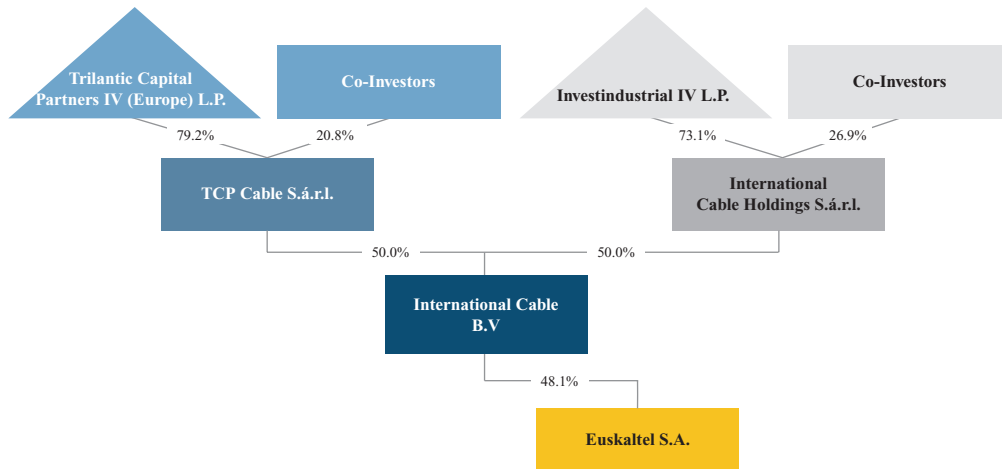 Trilantic Capital
Partners IV (Europe) L.P.
Co-Investors
Investindustrial IV L.P.
Co-Investors
79.2%
20.8%
73.1%
26.9%
TCP Cable S.á.r.l.
International
Cable Holdings S.á.r.l.
50.0%
50.0%
International Cable
B.V
48.1%
Euskaltel S.A.